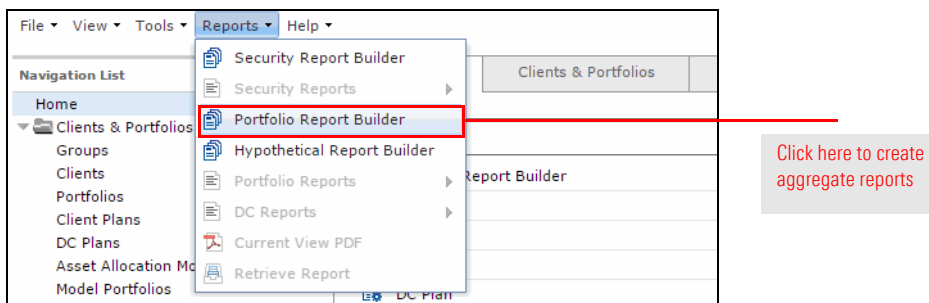 File View Tools Reports Help
Navigation List
Home
Clients & Portfolios
Groups
Clients
Portfolios
Client Plans
DC Plans
Asset Allocation Mo
Model Portfolios
Security Report Builder
Security Reports
Portfolio Report Builder
Hypothetical Report Builder
Portfolio Reports
DC Reports
Current View PDF
Retrieve Report
Clients & Portfolios
Report Builder
DC Plan
Click here to create
aggregate reports